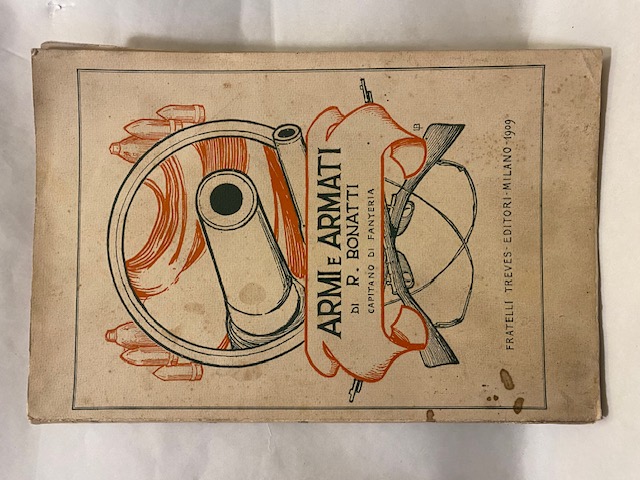 ARMI E ARMATI
DI R. BONATTI
CAPITANO DI FANTERIA
FRATELLI TREVES-EDITORI-MILANO-1909